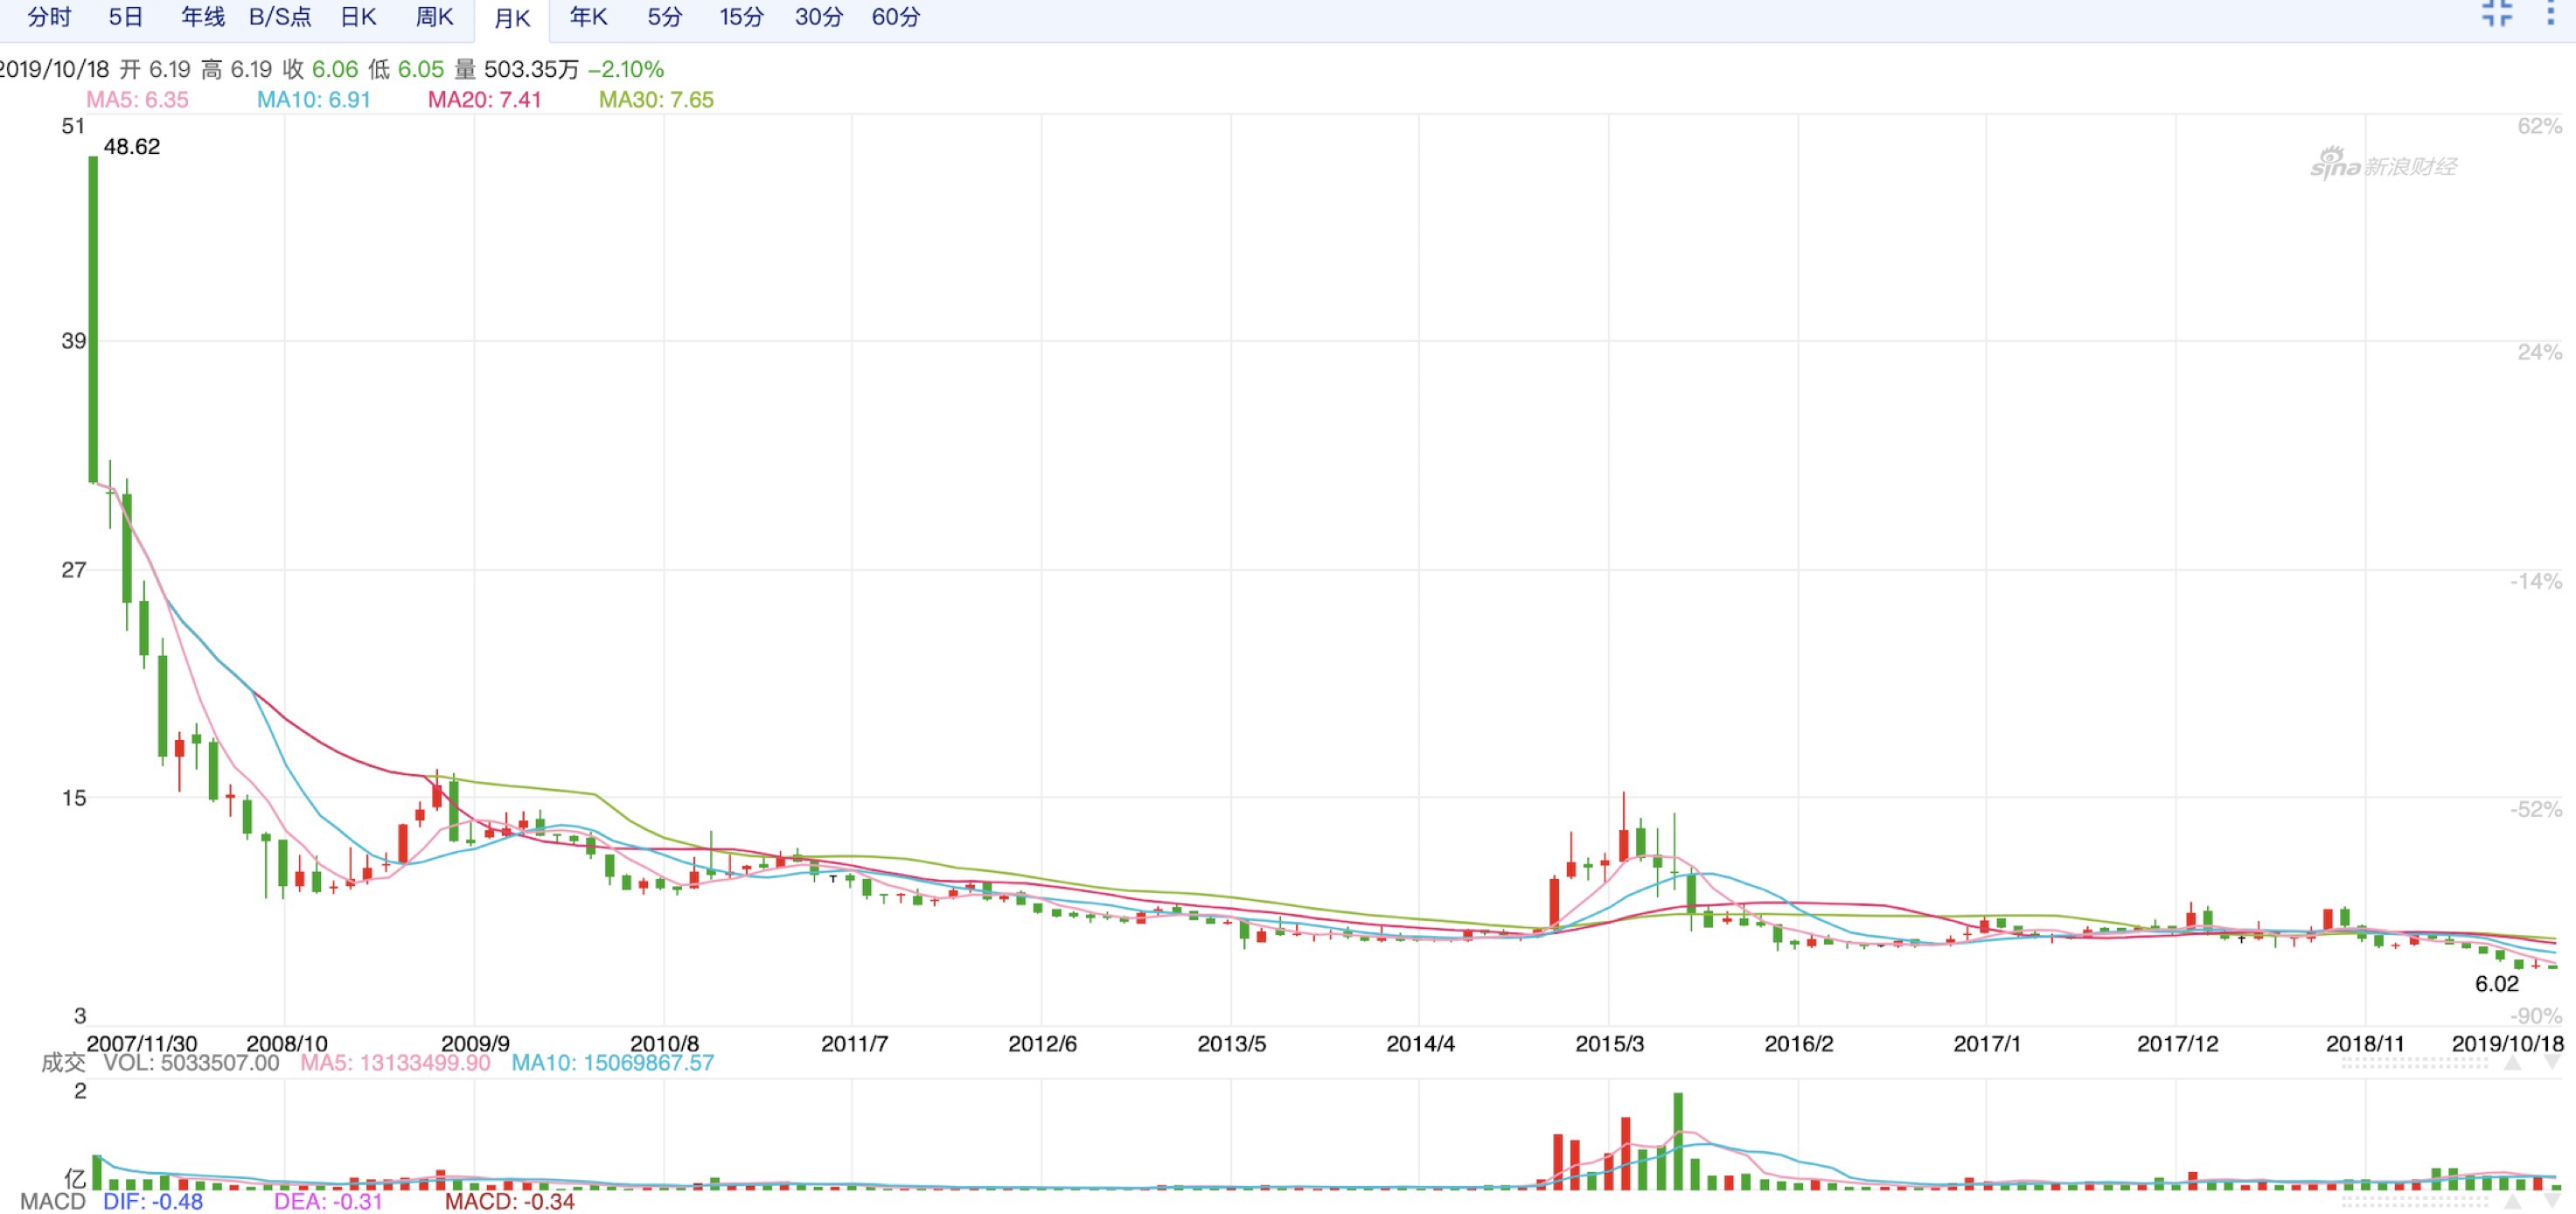 分时 5日 年线 B/S点 日K 周K 月K 年K 5分 15分 30分 60分
2019/10/18 开 6.19 高 6.19 收 6.06 低 6.05 量 503.35万 -2.10%
MA5: 6.35 MA10: 6.91 MA20: 7.41 MA30: 7.65
51 62%
48.62
sina新浪财经
39 24%
27 -14%
15 -52%
6.02
3 -90%
2007/11/30 2008/10 2009/9 2010/8 2011/7 2012/6 2013/5 2014/4 2015/3 2016/2 2017/1 2017/12 2018/11 2019/10/18
成交 VOL: 5033507.00 MA5: 13133499.90 MA10: 15069867.57
2
亿
MACD DIF: -0.48 DEA: -0.31 MACD: -0.34